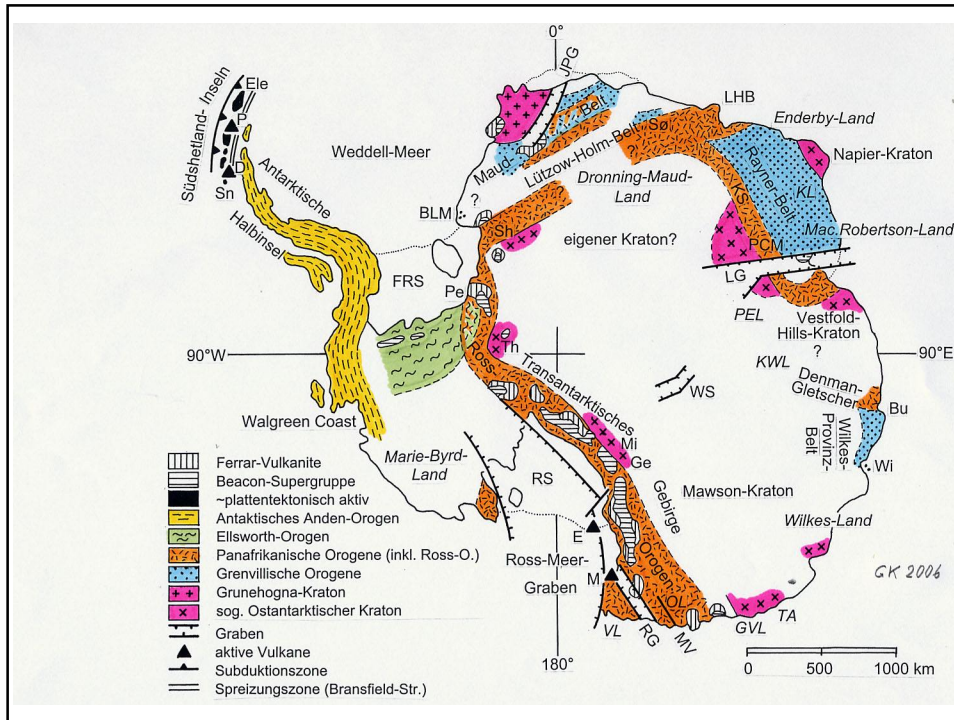 0°
JPG
Ele
P
D
Sn
Südshetland- Inseln
Antarktische
Halbinsel
Weddell-Meer
Maud-
Belt
Lützow-Holm-Belt
Sø
?
LHB
Enderby-Land
Napier-Kraton
Rayner-Belt
KL
KS
Dronning-Maud-
Land
Mac Robertson-Land
PCM
LG
PEL
BLM
?
?
Sh
H
eigener Kraton?
FRS
Pe
Vestfold-
Hills-Kraton
?
KWL
90°W
90°E
Th
Ross-
Transantarktisches
WS
Denman-
Gletscher
Bu
Walgreen Coast
Wilkes-
Provinz-
Belt
Wi
Marie-Byrd-
Land
Mi
Ge
RS
Gebirge
Mawson-Kraton
Wilkes-Land
E
Ross-Meer-
Graben
M
Orogen
OL
GK 2006
VL
RG
MV
GVL
TA
180°
0
500
1000 km
Ferrar-Vulkanite
Beacon-Supergruppe
~plattentektonisch aktiv
Antaktisches Anden-Orogen
Ellsworth-Orogen
Panafrikanische Orogene (inkl. Ross-O.)
Grenvillische Orogene
Grunehogna-Kraton
sog. Ostantarktischer Kraton
Graben
aktive Vulkane
Subduktionszone
Spreizungszone (Bransfield-Str.)